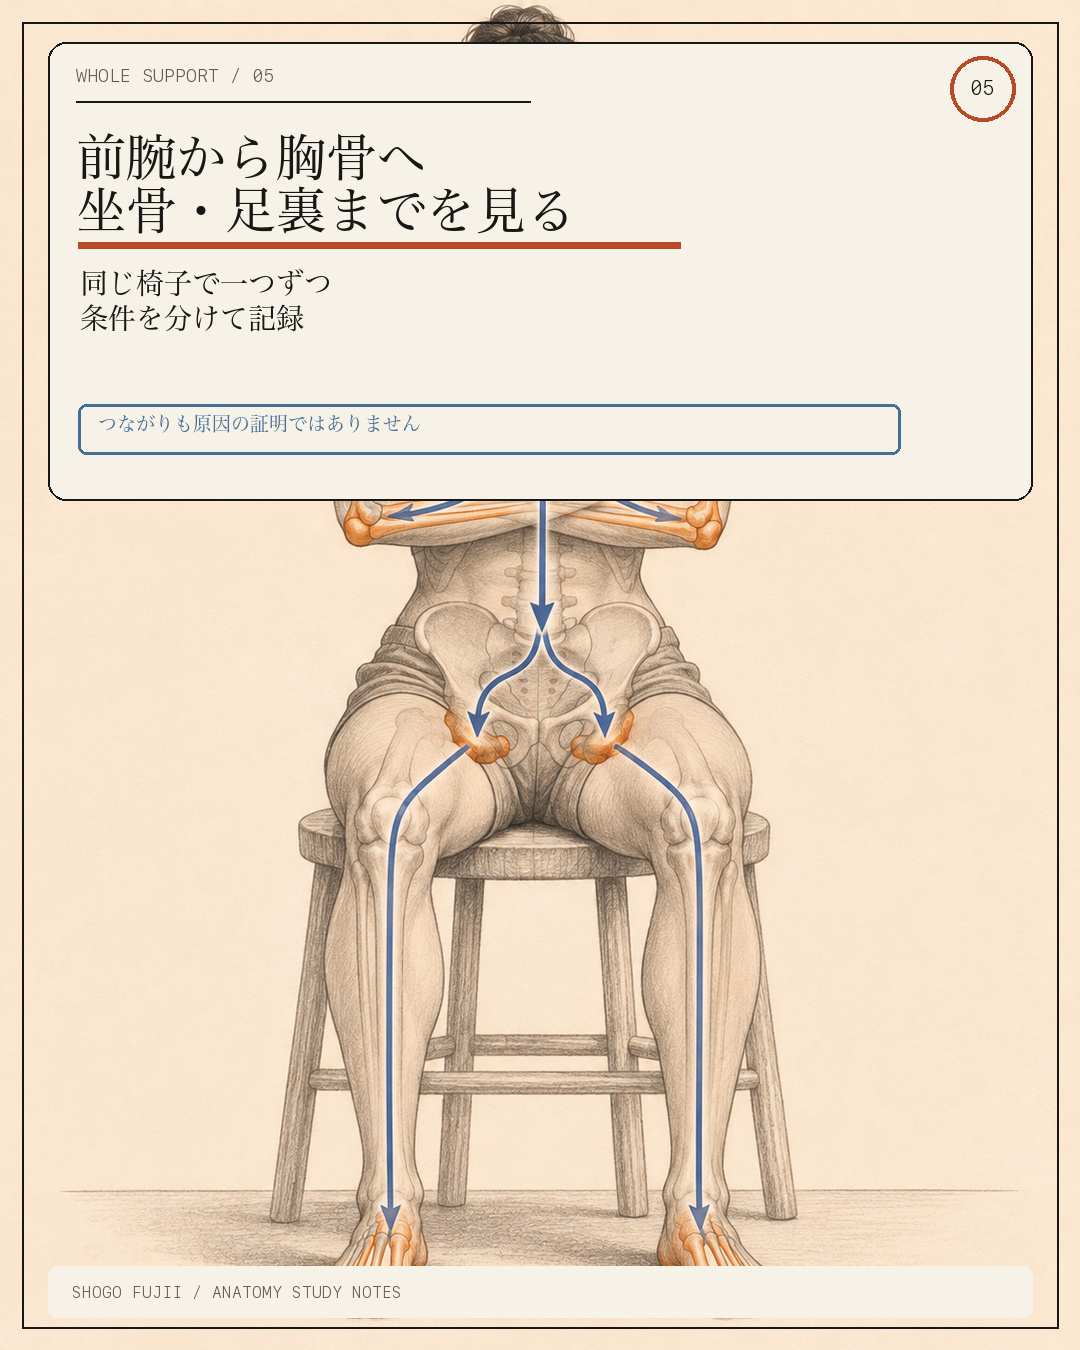 WHOLE SUPPORT / 05
05
前腕から胸骨へ
坐骨・足裏までを見る
同じ椅子で一つずつ
条件を分けて記録
つながりも原因の証明ではありません
SHOGO FUJII / ANATOMY STUDY NOTES